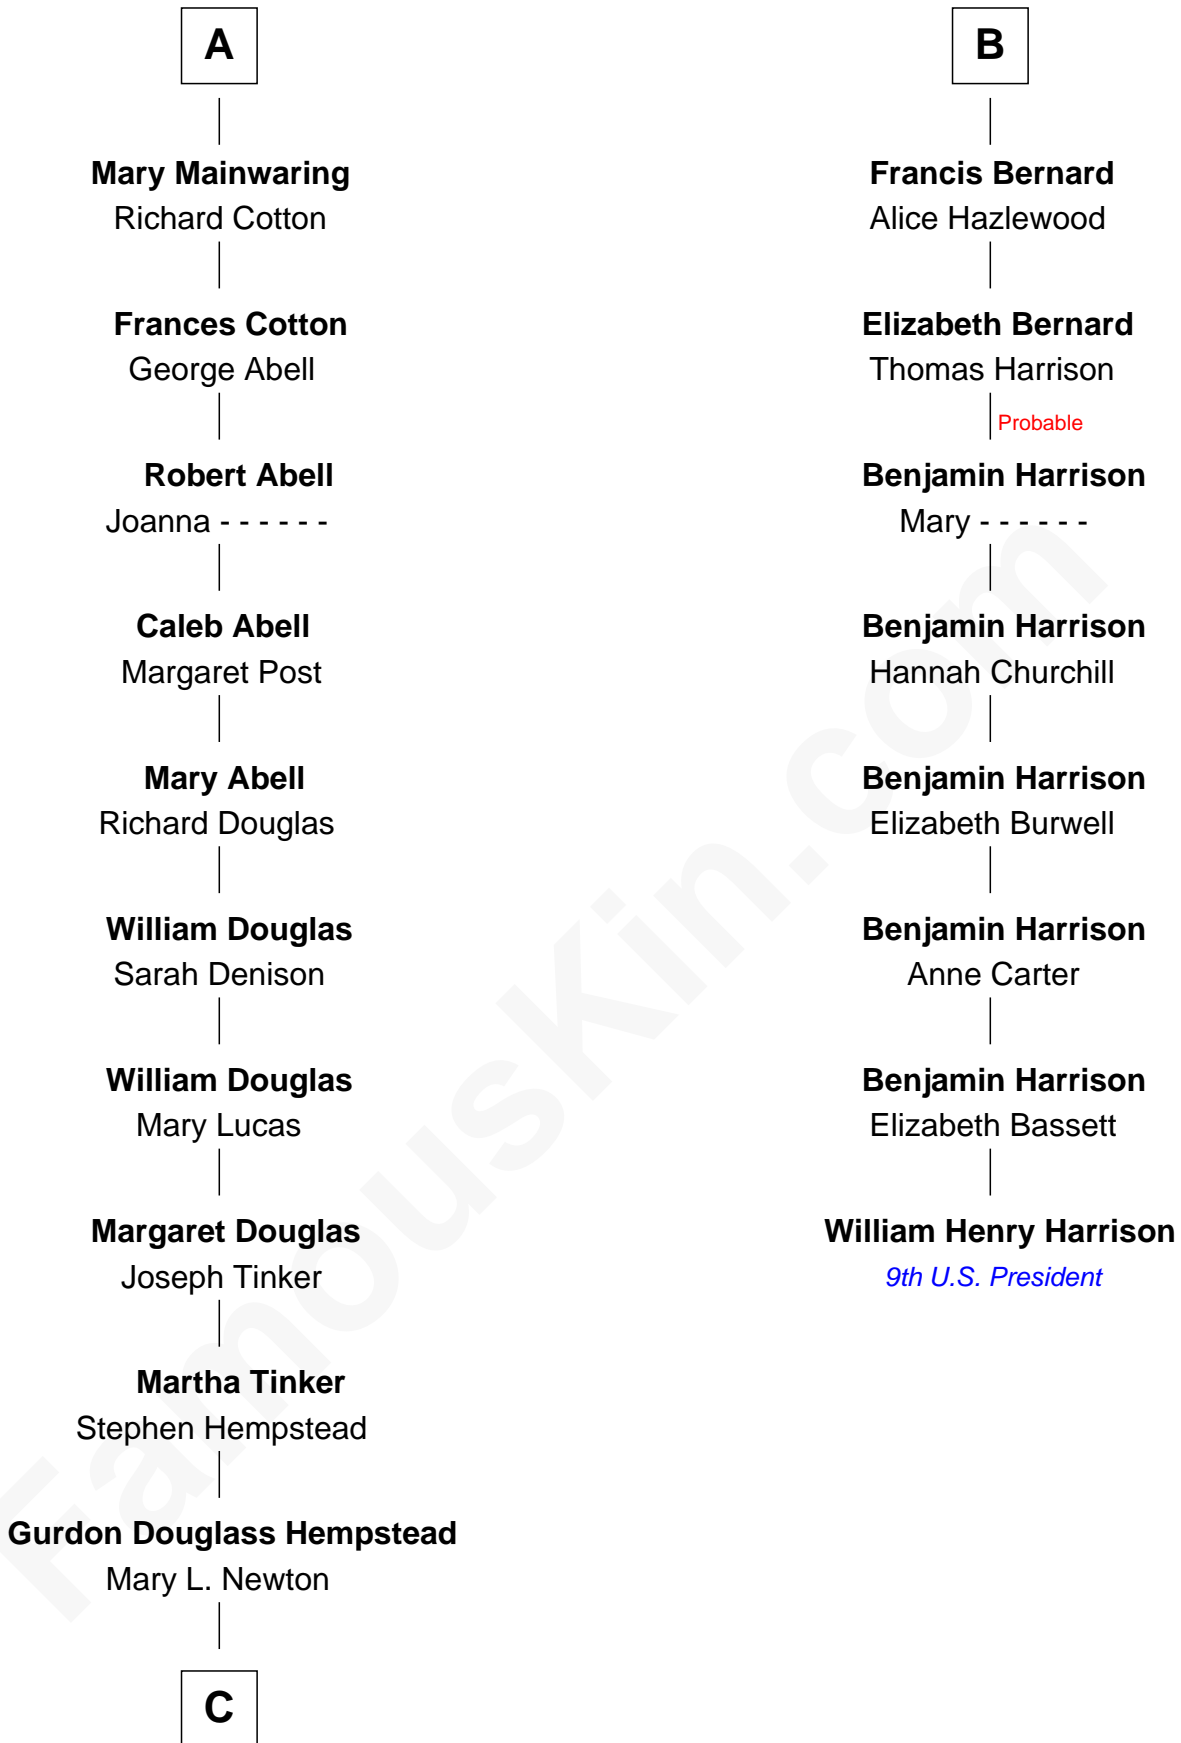 A
Mary Mainwaring
Richard Cotton
Frances Cotton
George Abell
Robert Abell
Joanna - - - - - -
Caleb Abell
Margaret Post
Mary Abell
Richard Douglas
William Douglas
Sarah Denison
William Douglas
Mary Lucas
Margaret Douglas
Joseph Tinker
Martha Tinker
Stephen Hempstead
Gurdon Douglass Hempstead
Mary L. Newton
C
B
Francis Bernard
Alice Hazlewood
Elizabeth Bernard
Thomas Harrison
Probable
Benjamin Harrison
Mary - - - - - -
Benjamin Harrison
Hannah Churchill
Benjamin Harrison
Elizabeth Burwell
Benjamin Harrison
Anne Carter
Benjamin Harrison
Elizabeth Bassett
William Henry Harrison
9th U.S. President
FamousKin.com